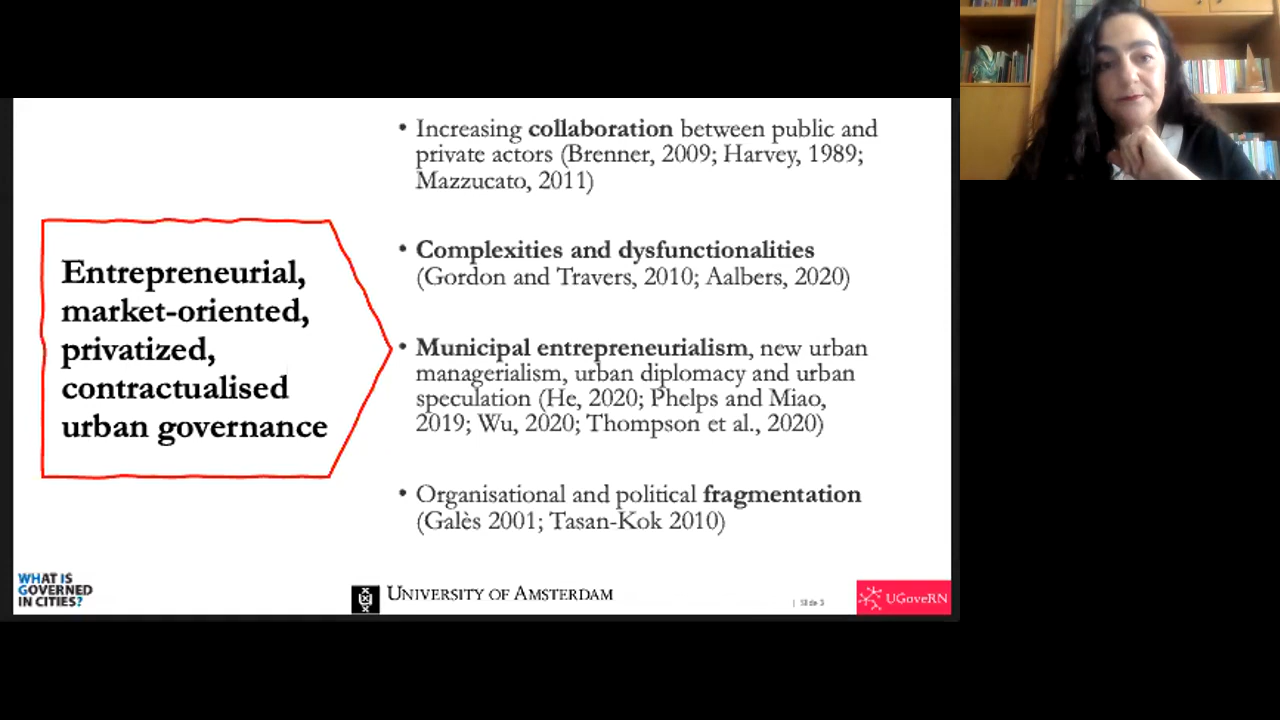 Entrepreneurial,
market-oriented,
privatized,
contractualised
urban governance
• Increasing collaboration between public and
private actors (Brenner, 2009; Harvey, 1989;
Mazzucato, 2011)
• Complexities and dysfunctionalities
(Gordon and Travers, 2010; Aalbers, 2020)
• Municipal entrepreneurialism, new urban
managerialism, urban diplomacy and urban
speculation (He, 2020; Phelps and Miao,
2019; Wu, 2020; Thompson et al., 2020)
• Organisational and political fragmentation
(Galès 2001; Tasan-Kok 2010)
WHAT IS
GOVERNED
IN CITIES?
UNIVERSITY OF AMSTERDAM
| Slide 3
UGoveRN